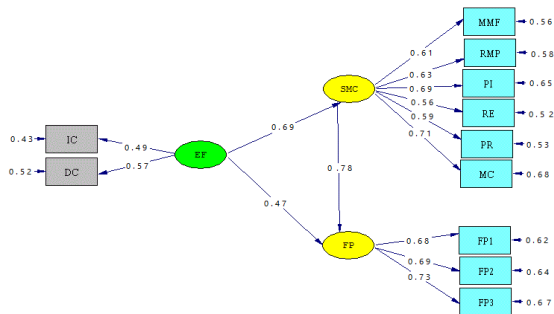 MMF 0.56
0.61
RMP 0.58
SMC
0.63
0.69
PI 0.65
0.56
RE 0.52
0.59
0.71
PR 0.53
MC 0.68
0.43 IC
0.49
0.69
EF
0.52 DC
0.57
0.78
0.47
FP
0.68
FP1 0.62
0.69
FP2 0.64
0.73
FP3 0.67